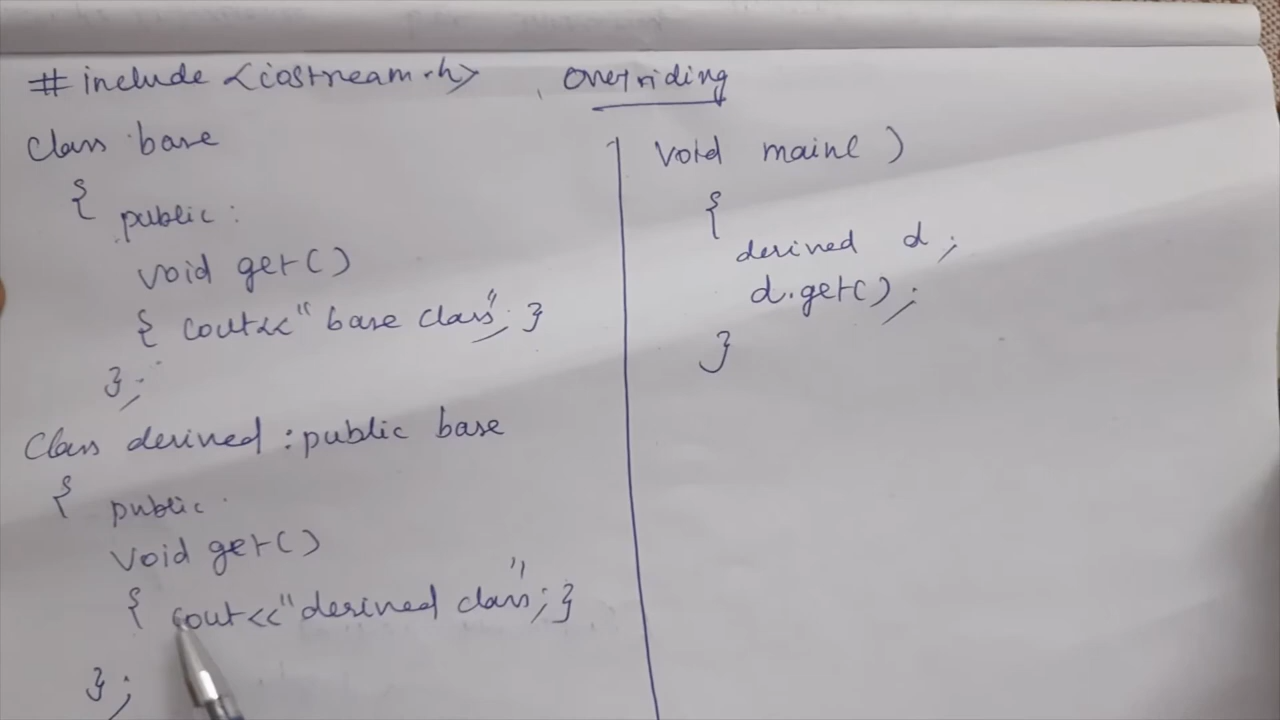 # include <iostream.h>
overriding
class base
{
public:
void get()
{ cout<<"base class"; }
};
class derived : public base
{ public.
void get()
{ cout<<"derived class"; }
};
void main()
{
derived d;
d.get();
}